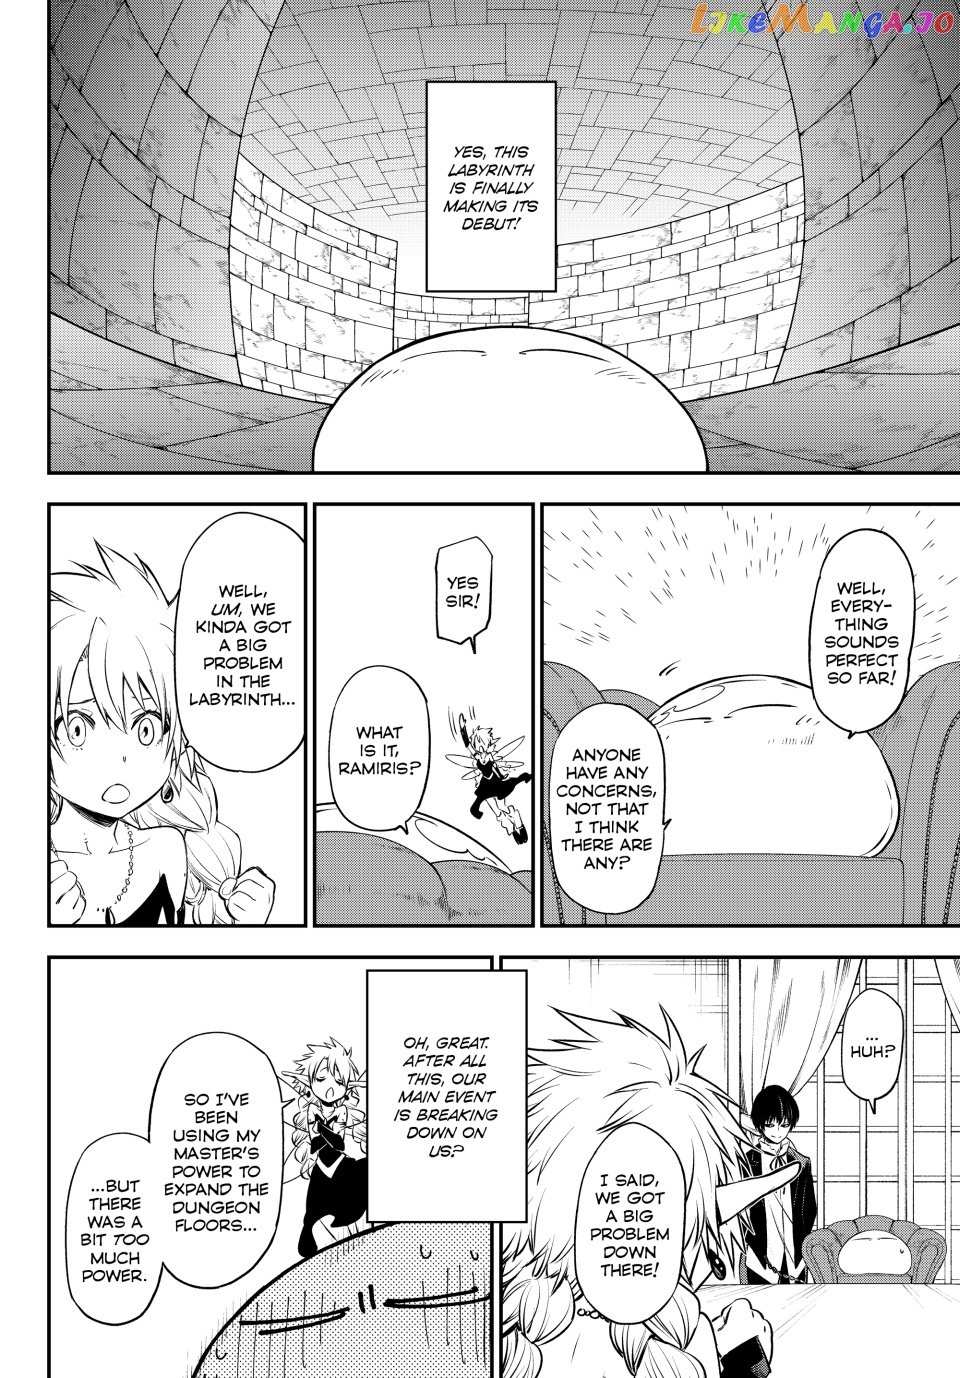 LIKEMANGA.IO
YES, THIS
LABYRINTH
IS FINALLY
MAKING ITS
DEBUT!
WELL,
EVERY-
THING
SOUNDS
PERFECT
SO FAR!
ANYONE
HAVE ANY
CONCERNS,
NOT THAT
I THINK
THERE ARE
ANY?
YES
SIR!
WHAT
IS IT,
RAMIRIS?
WELL,
UM, WE
KINDA GOT
A BIG
PROBLEM
IN THE
LABYRINTH...
...
HUH?
I SAID,
WE GOT
A BIG
PROBLEM
DOWN
THERE!
OH, GREAT.
AFTER ALL
THIS, OUR
MAIN EVENT
IS BREAKING
DOWN ON
US?
SO I'VE
BEEN
USING MY
MASTER'S
POWER TO
EXPAND THE
DUNGEON
FLOORS...
...BUT
THERE
WAS A
BIT TOO
MUCH
POWER.